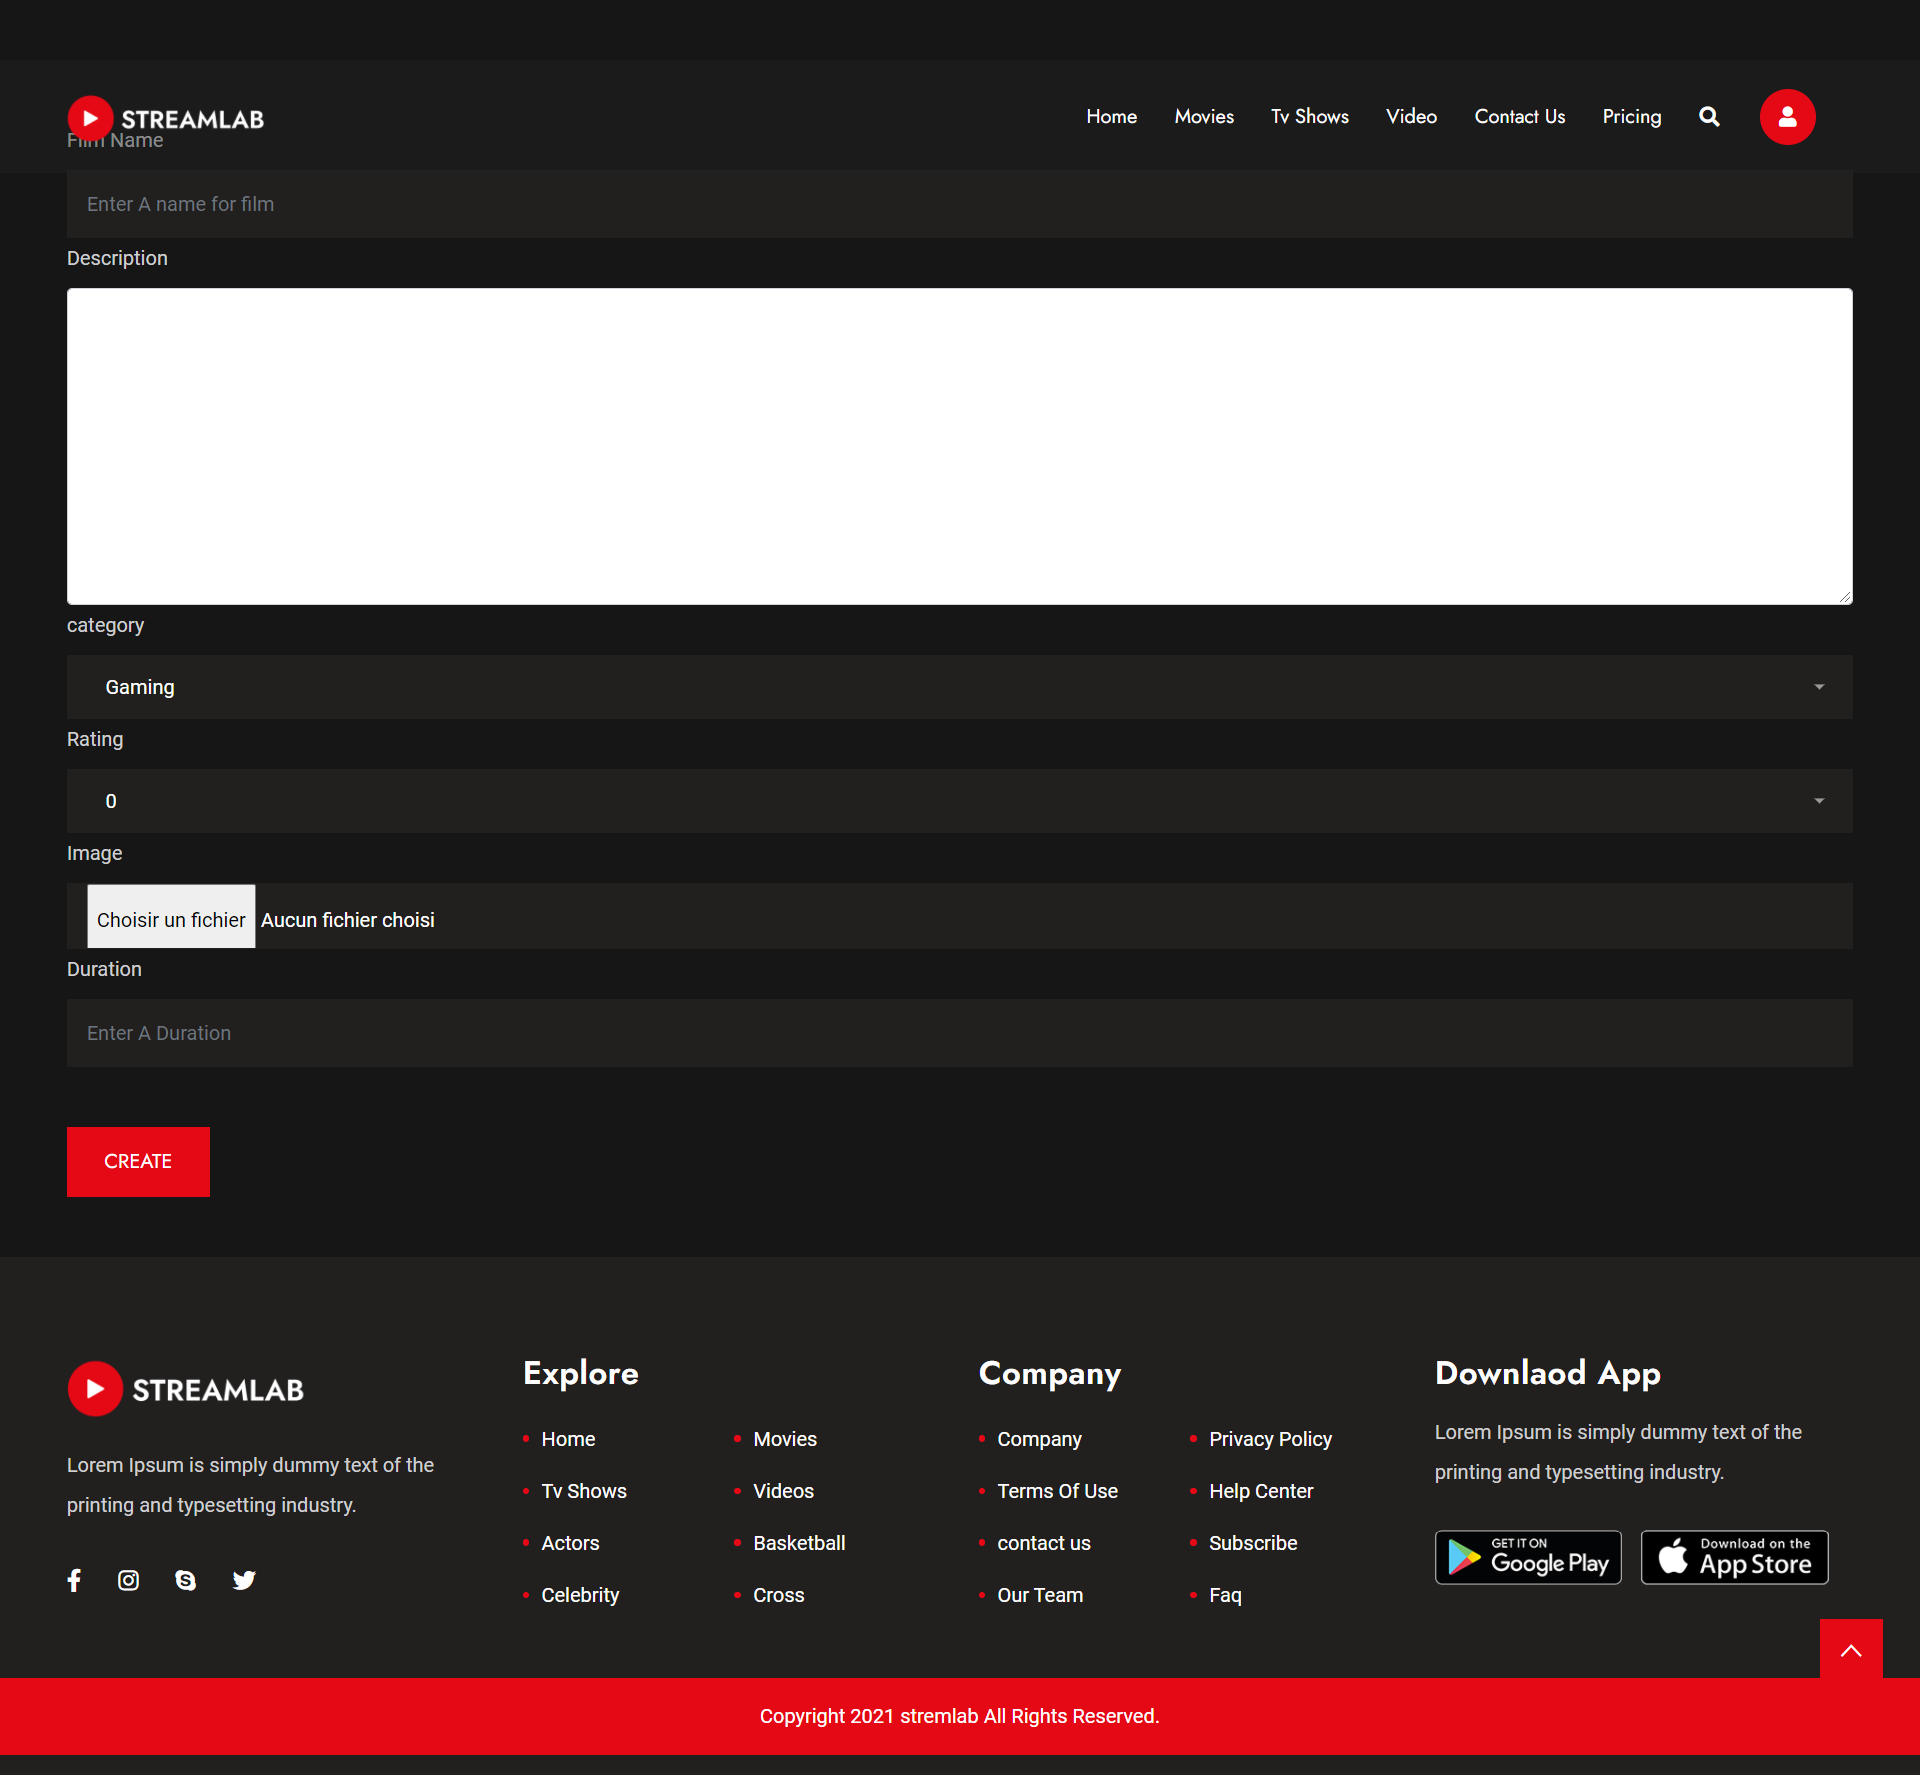 STREAMLAB
Home Movies Tv Shows Video Contact Us Pricing
Film Name
Enter A name for film
Description
category
Gaming
Rating
0
Image
Choisir un fichier Aucun fichier choisi
Duration
Enter A Duration
CREATE
STREAMLAB
Lorem Ipsum is simply dummy text of the
printing and typesetting industry.
Explore
Home
Movies
Tv Shows
Videos
Actors
Basketball
Celebrity
Cross
Company
Company
Privacy Policy
Terms Of Use
Help Center
contact us
Subscribe
Our Team
Faq
Downlaod App
Lorem Ipsum is simply dummy text of the
printing and typesetting industry.
GET IT ON
Google Play
Download on the
App Store
Copyright 2021 stremlab All Rights Reserved.